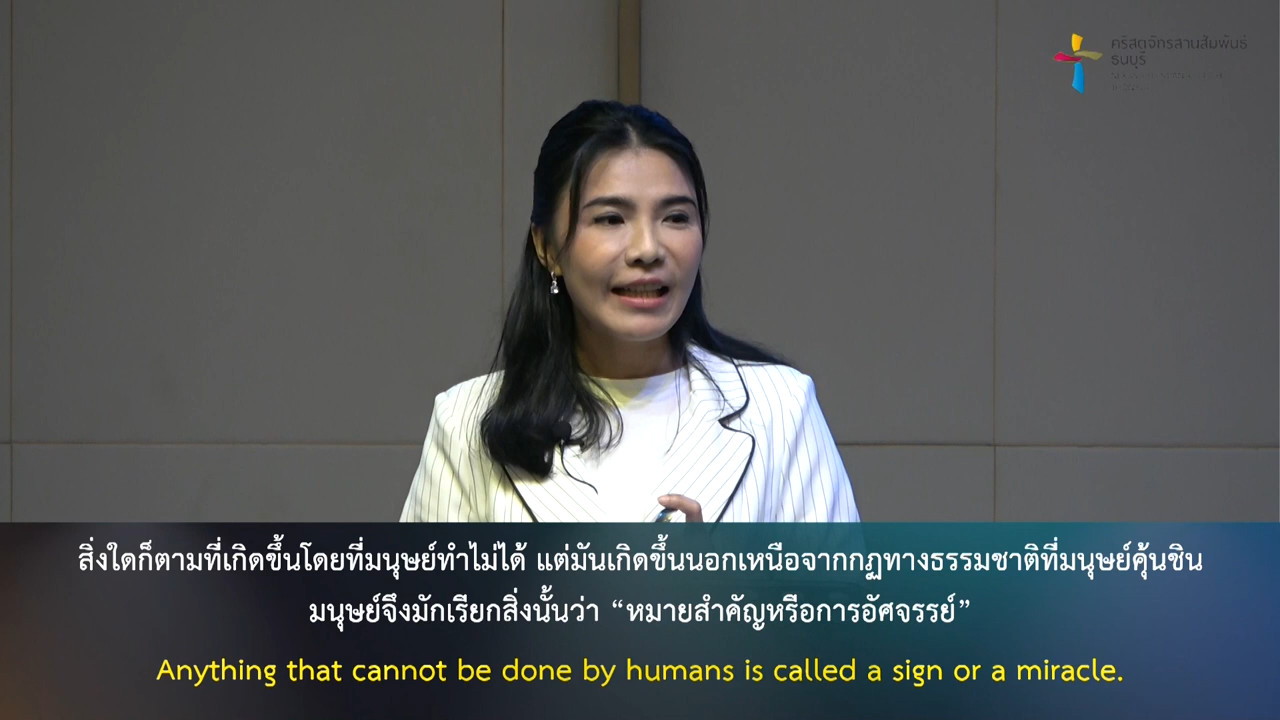 คริสตจักรสานสัมพันธ์
ธนบุรี
สิ่งใดก็ตามที่เกิดขึ้นโดยที่มนุษย์ทำไม่ได้ แต่มันเกิดขึ้นนอกเหนือจากกฏทางธรรมชาติที่มนุษย์คุ้นชิน
มนุษย์จึงมักเรียกสิ่งนั้นว่า “หมายสำคัญหรือการอัศจรรย์”
Anything that cannot be done by humans is called a sign or a miracle.